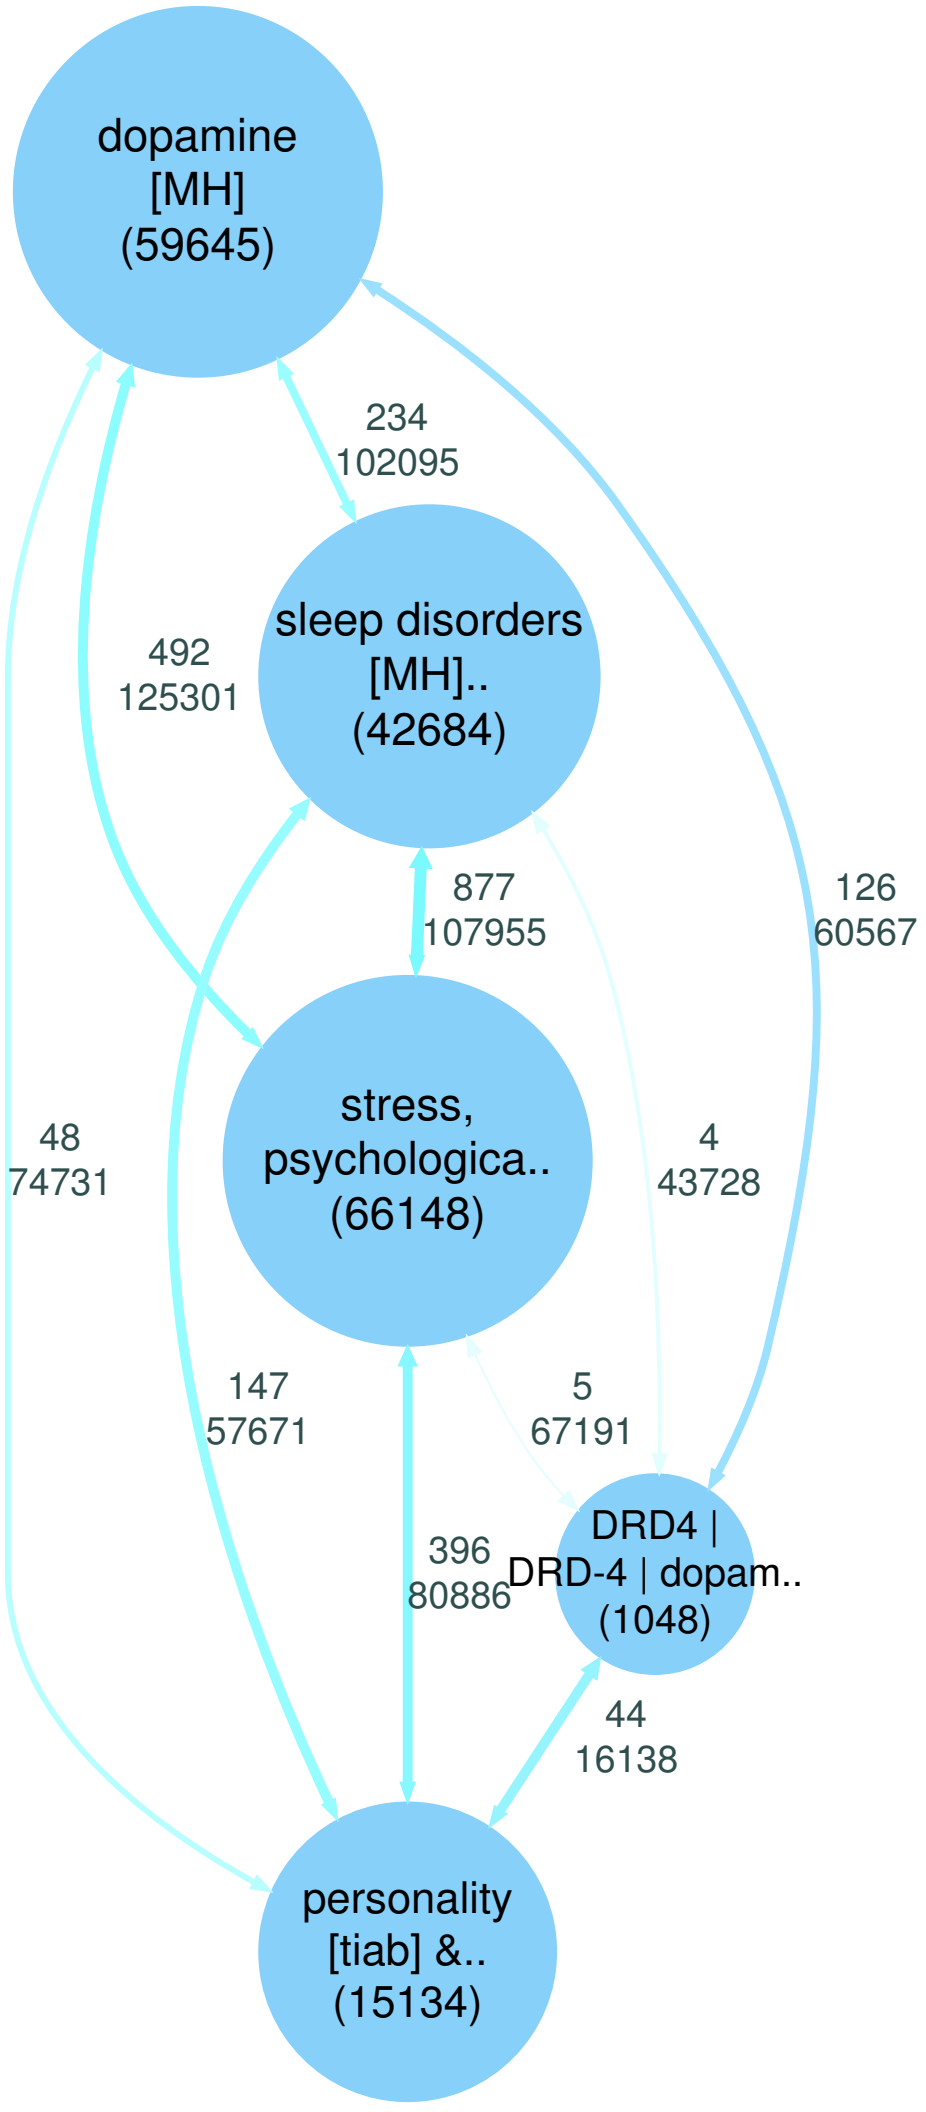 dopamine
[MH]
(59645)
234
102095
sleep disorders
[MH]..
(42684)
492
125301
877
107955
126
60567
stress,
psychologica..
(66148)
48
74731
4
43728
147
57671
5
67191
396
80886
DRD4 |
DRD-4 | dopam..
(1048)
44
16138
personality
[tiab] &..
(15134)